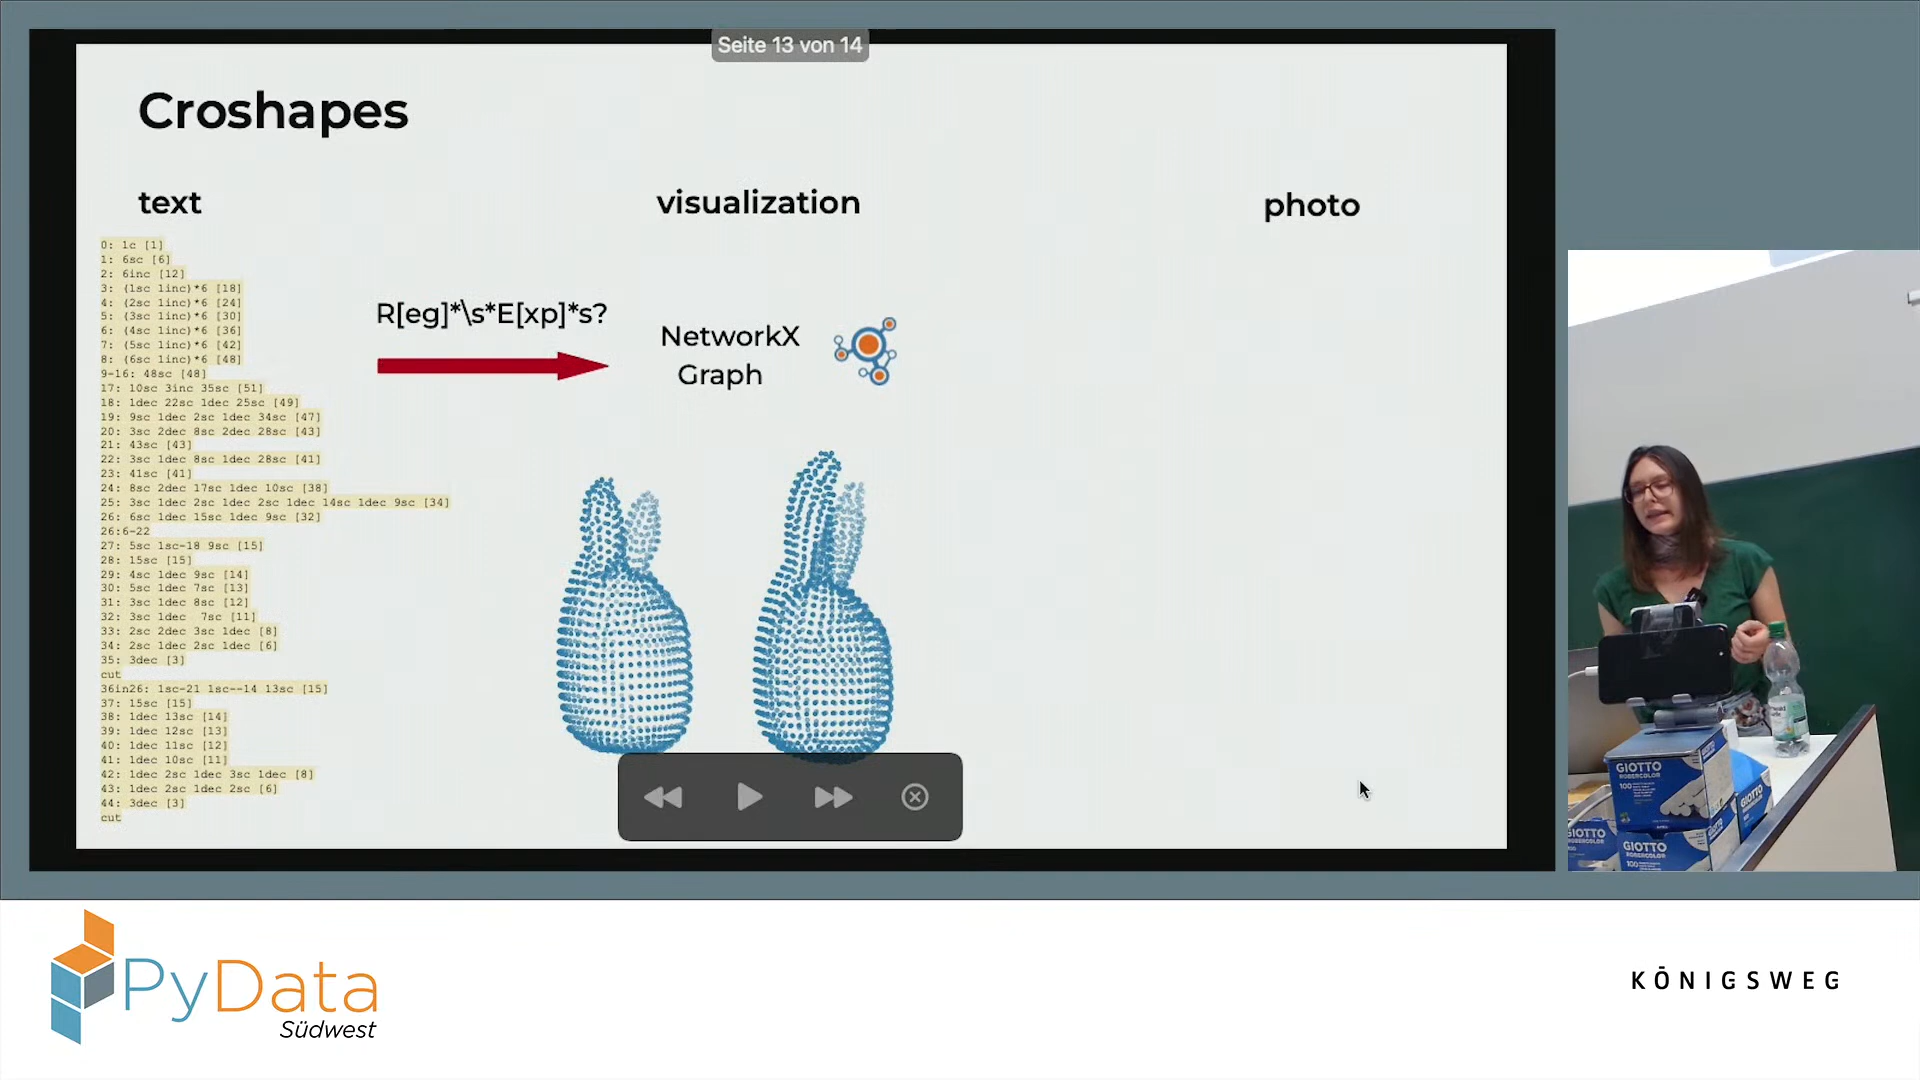 Seite 13 von 14
Croshapes
text
visualization
photo
0: 1c [1]
1: 6sc [6]
2: 6inc [12]
3: (1sc 1inc)*6 [18]
4: (2sc 1inc)*6 [24]
5: (3sc 1inc)*6 [30]
6: (4sc 1inc)*6 [36]
7: (5sc 1inc)*6 [42]
8: (6sc 1inc)*6 [48]
9-16: 48sc [48]
17: 10sc 3inc 35sc [51]
18: 1dec 22sc 1dec 25sc [49]
19: 9sc 1dec 2sc 1dec 34sc [47]
20: 3sc 2dec 8sc 2dec 28sc [43]
21: 43sc [43]
22: 3sc 1dec 8sc 1dec 28sc [41]
23: 41sc [41]
24: 8sc 2dec 17sc 1dec 10sc [38]
25: 3sc 1dec 2sc 1dec 2sc 1dec 14sc 1dec 9sc [34]
26: 6sc 1dec 15sc 1dec 9sc [32]
26:6-22
27: 5sc 1sc-18 9sc [15]
28: 15sc [15]
29: 4sc 1dec 9sc [14]
30: 5sc 1dec 7sc [13]
31: 3sc 1dec 8sc [12]
32: 3sc 1dec  7sc [11]
33: 2sc 2dec 3sc 1dec [8]
34: 2sc 1dec 2sc 1dec [6]
35: 3dec [3]
cut
36in26: 1sc-21 1sc--14 13sc [15]
37: 15sc [15]
38: 1dec 13sc [14]
39: 1dec 12sc [13]
40: 1dec 11sc [12]
41: 1dec 10sc [11]
42: 1dec 2sc 1dec 3sc 1dec [8]
43: 1dec 2sc 1dec 2sc [6]
44: 3dec [3]
cut
R[eg]*\s*E[xp]*s?
NetworkX
Graph
GIOTTO
ROBERCOLOR
100
GIOTTO
GIOTTO
GIOTTO
ROBERCOLOR
100
PyData
Südwest
KÖNIGSWEG